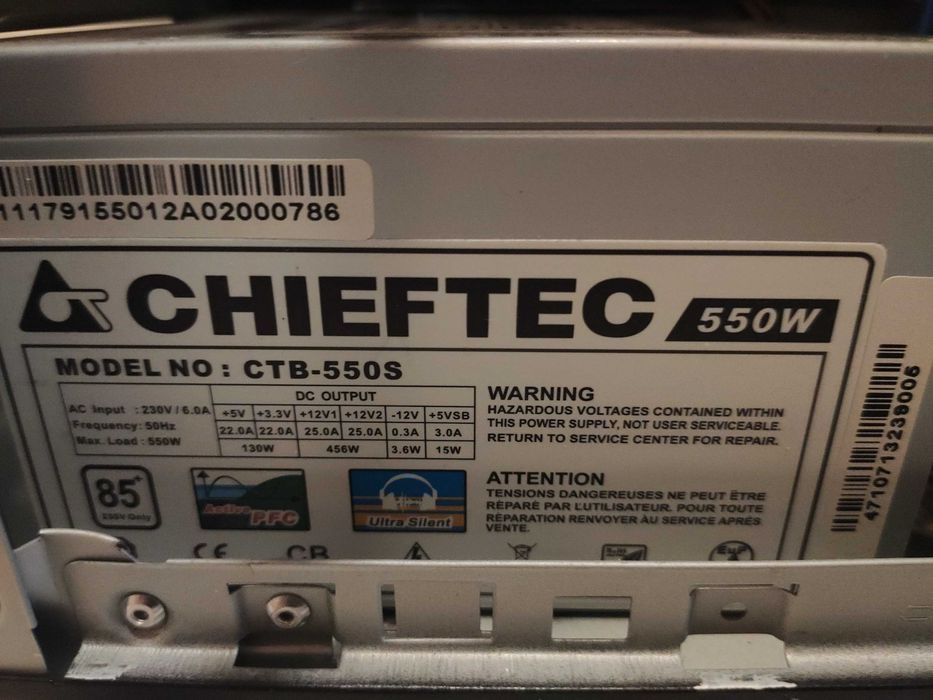 11179155012A02000786
CHIEFTEC 550W
MODEL NO : CTB-550S
AC Input : 230V / 6.0A
Frequency: 50Hz
Max. Load : 550W
DC OUTPUT
+5V +3.3V +12V1 +12V2 -12V +5VSB
22.0A 22.0A 25.0A 25.0A 0.3A 3.0A
130W 456W 3.6W 15W
WARNING
HAZARDOUS VOLTAGES CONTAINED WITHIN
THIS POWER SUPPLY, NOT USER SERVICEABLE.
RETURN TO SERVICE CENTER FOR REPAIR.
85+
Active PFC
Ultra Silent
ATTENTION
TENSIONS DANGEREUSES NE PEUT ÊTRE
RÉPARÉ PAR L'UTILISATEUR. POUR TOUTE
RÉPARATION RENVOYER ÀU SERVICE APRÉS
VENTE.
CE CB
EuP
4710713239006